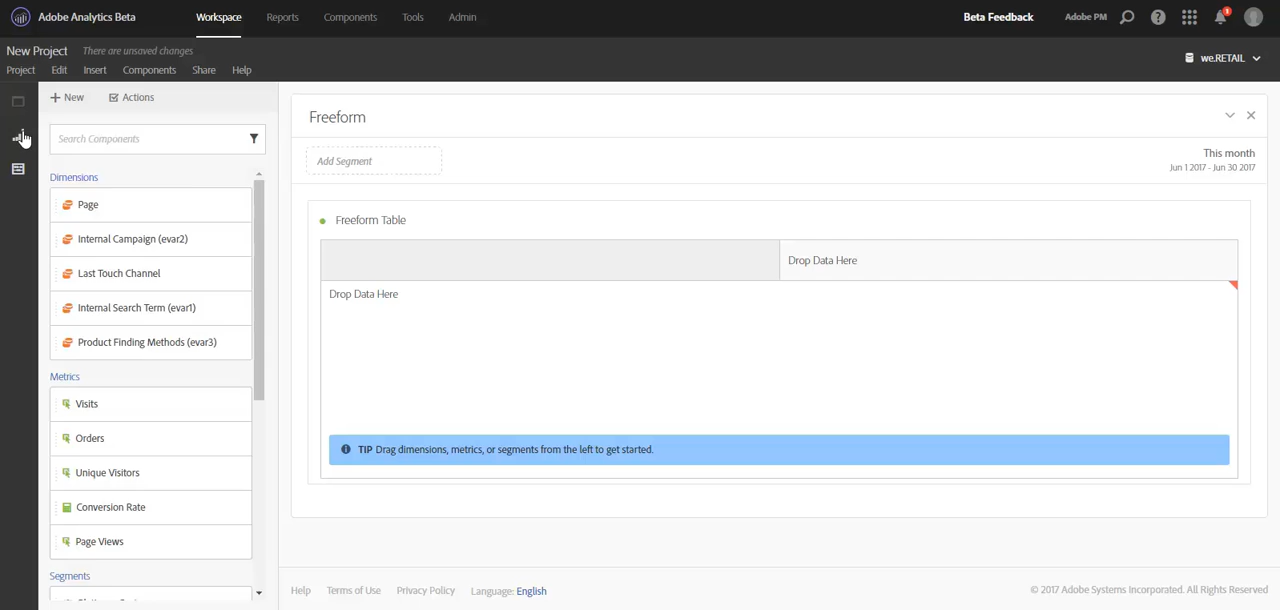 Adobe Analytics Beta
Workspace
Reports
Components
Tools
Admin
Beta Feedback
Adobe PM
1
New Project
There are unsaved changes
Project
Edit
Insert
Components
Share
Help
we.RETAIL
New
Actions
Search Components
Dimensions
Page
Internal Campaign (evar2)
Last Touch Channel
Internal Search Term (evar1)
Product Finding Methods (evar3)
Metrics
Visits
Orders
Unique Visitors
Conversion Rate
Page Views
Segments
Freeform
Add Segment
This month
Jun 1 2017 - Jun 30 2017
Freeform Table
Drop Data Here
Drop Data Here
TIP Drag dimensions, metrics, or segments from the left to get started.
Help
Terms of Use
Privacy Policy
Language: English
© 2017 Adobe Systems Incorporated. All Rights Reserved